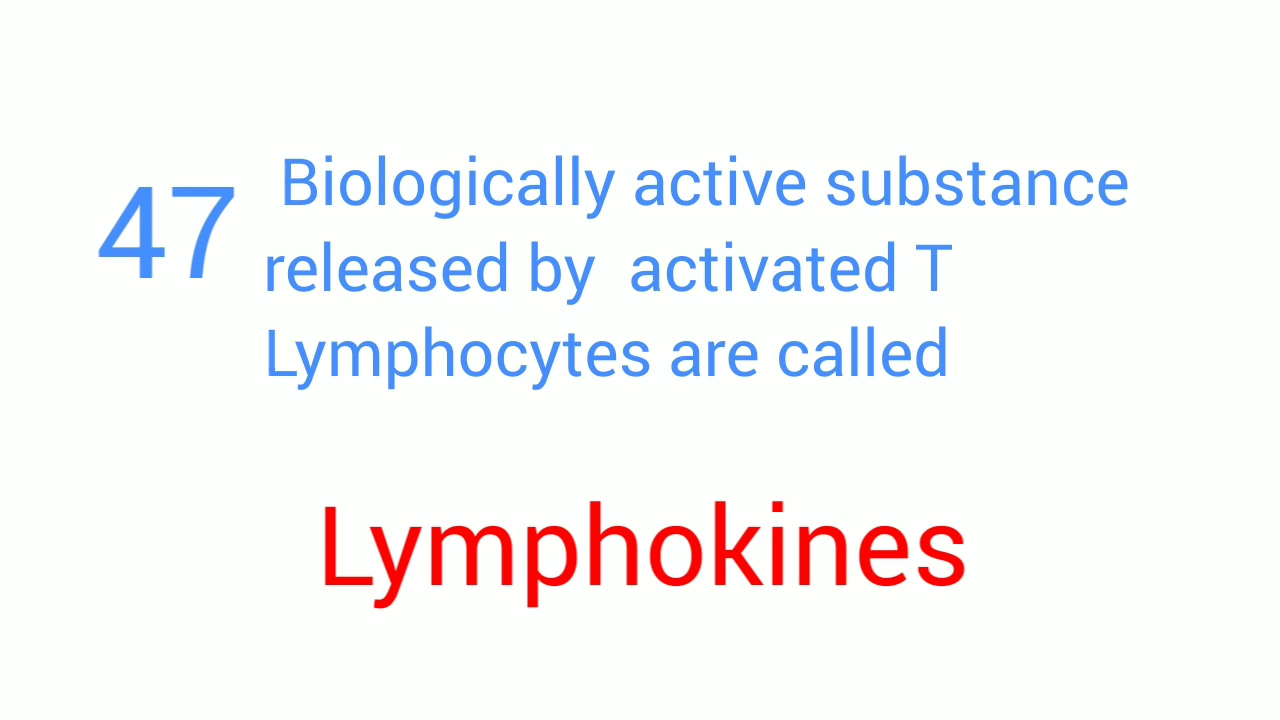 47
Biologically active substance
released by  activated T
Lymphocytes are called
Lymphokines